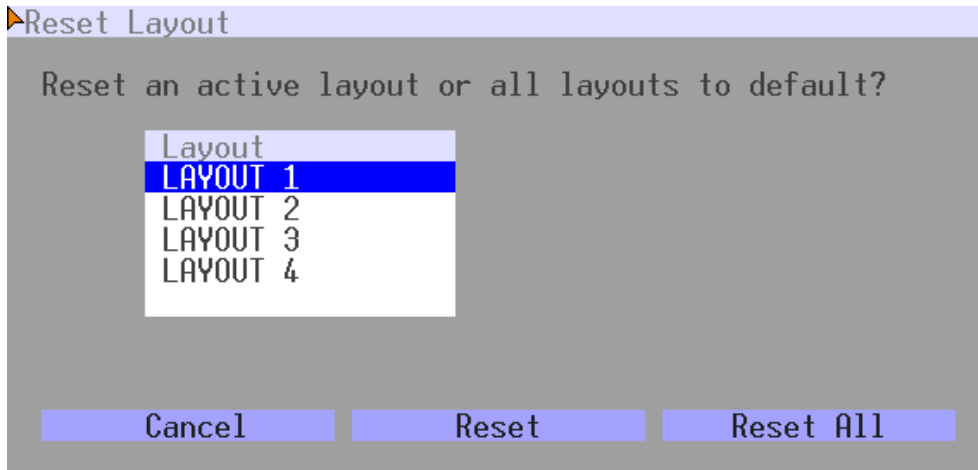 Reset Layout
Reset an active layout or all layouts to default?
Layout
LAYOUT 1
LAYOUT 2
LAYOUT 3
LAYOUT 4
Cancel Reset Reset All